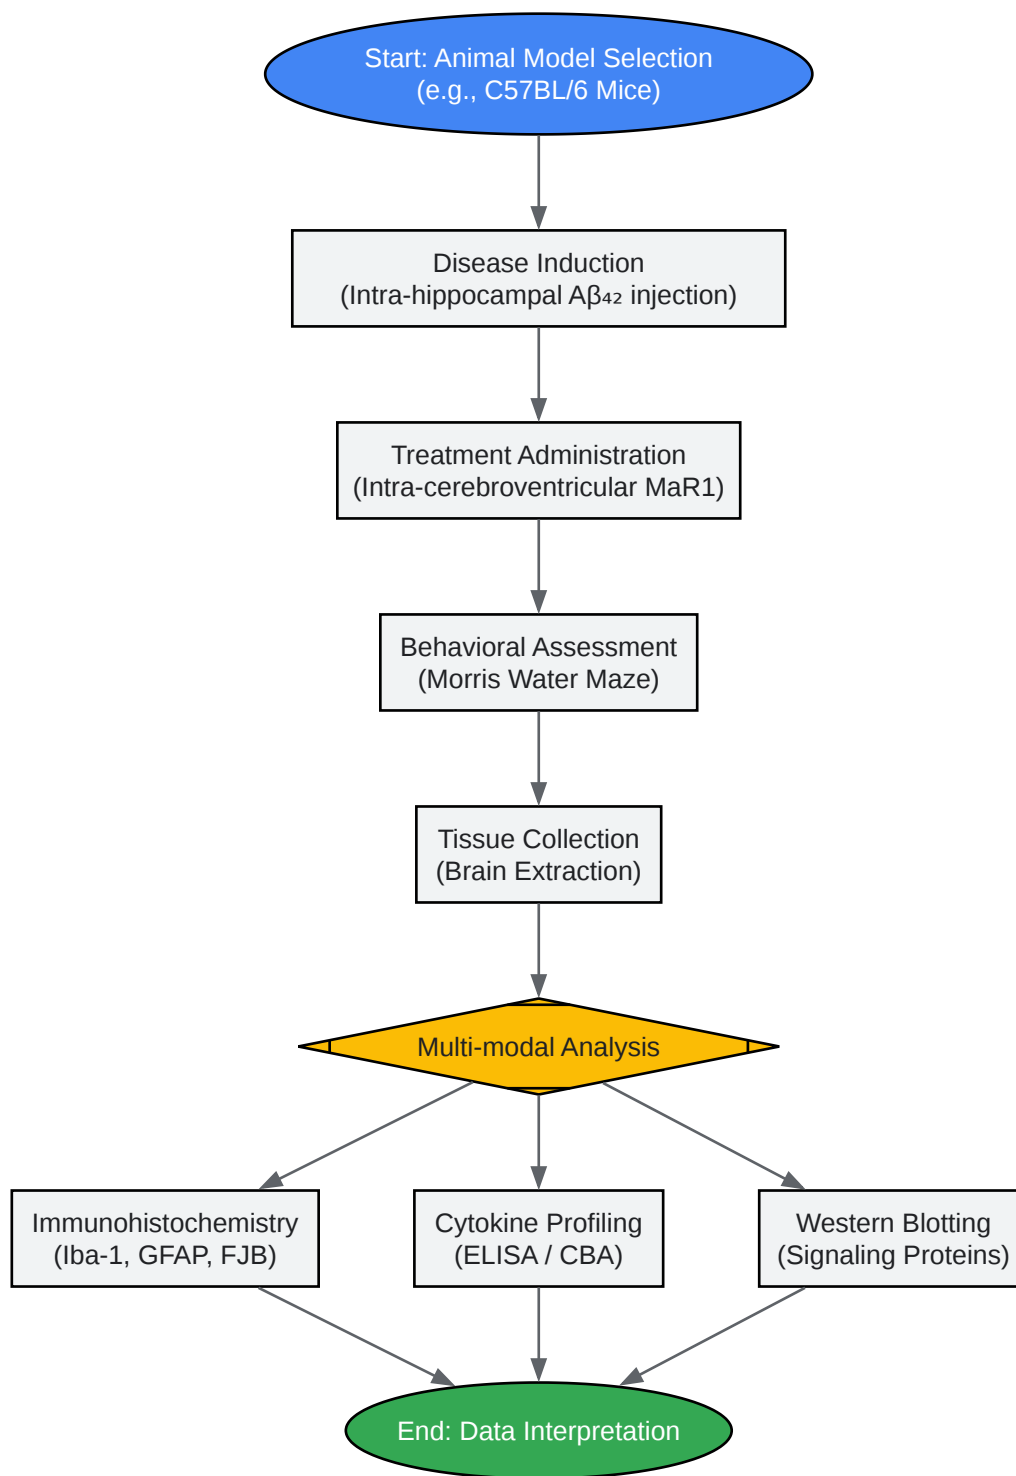 Start: Animal Model Selection
(e.g., C57BL/6 Mice)
Disease Induction
(Intra-hippocampal Aβ₄₂ injection)
Treatment Administration
(Intra-cerebroventricular MaR1)
Behavioral Assessment
(Morris Water Maze)
Tissue Collection
(Brain Extraction)
Multi-modal Analysis
Immunohistochemistry
(Iba-1, GFAP, FJB)
Cytokine Profiling
(ELISA / CBA)
Western Blotting
(Signaling Proteins)
End: Data Interpretation